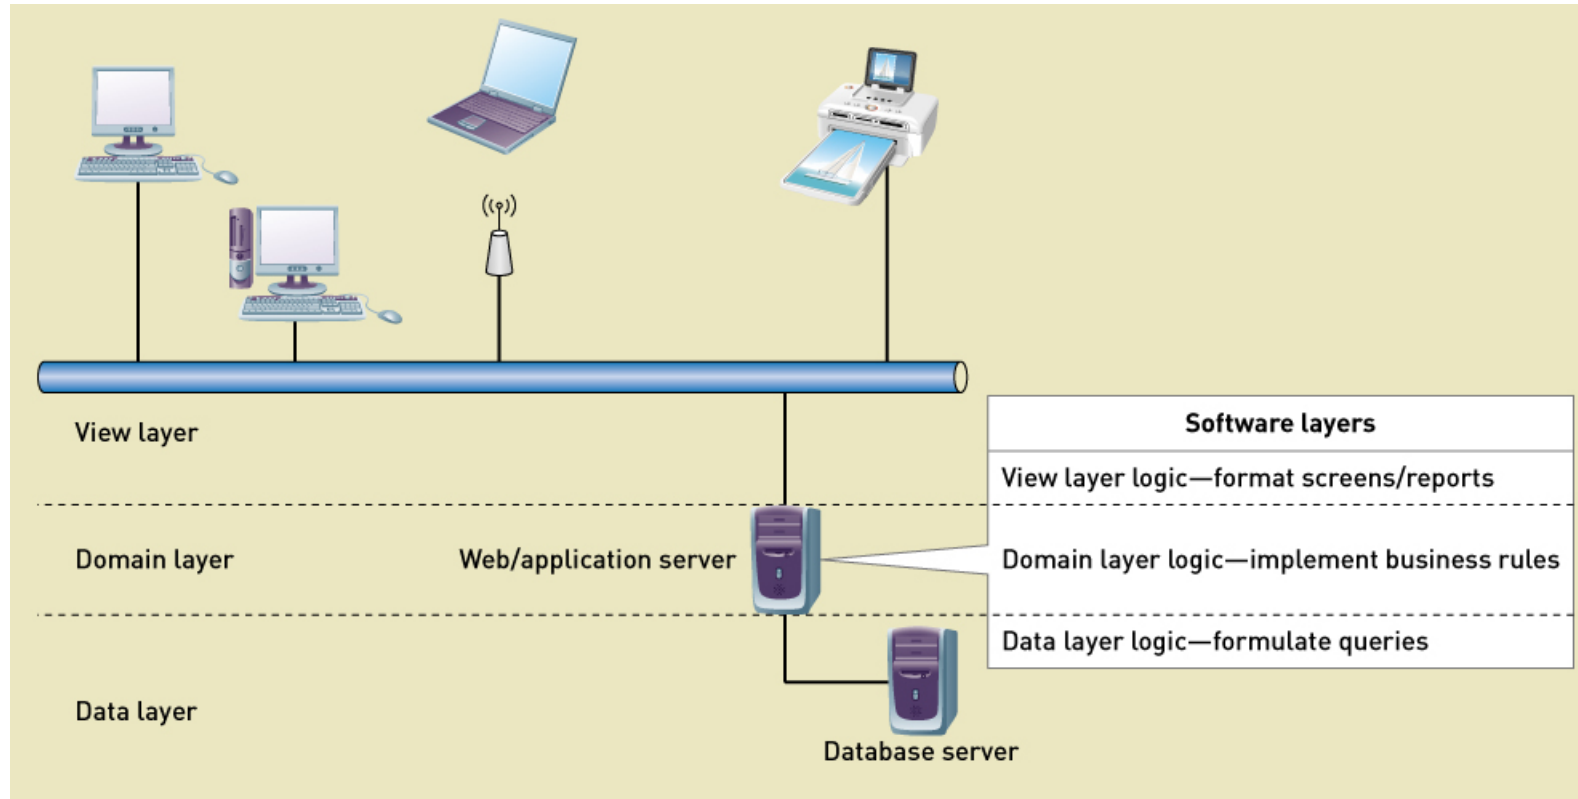 View layer
Software layers
View layer logic—format screens/reports
Domain layer
Web/application server
Domain layer logic—implement business rules
Data layer logic—formulate queries
Data layer
Database server